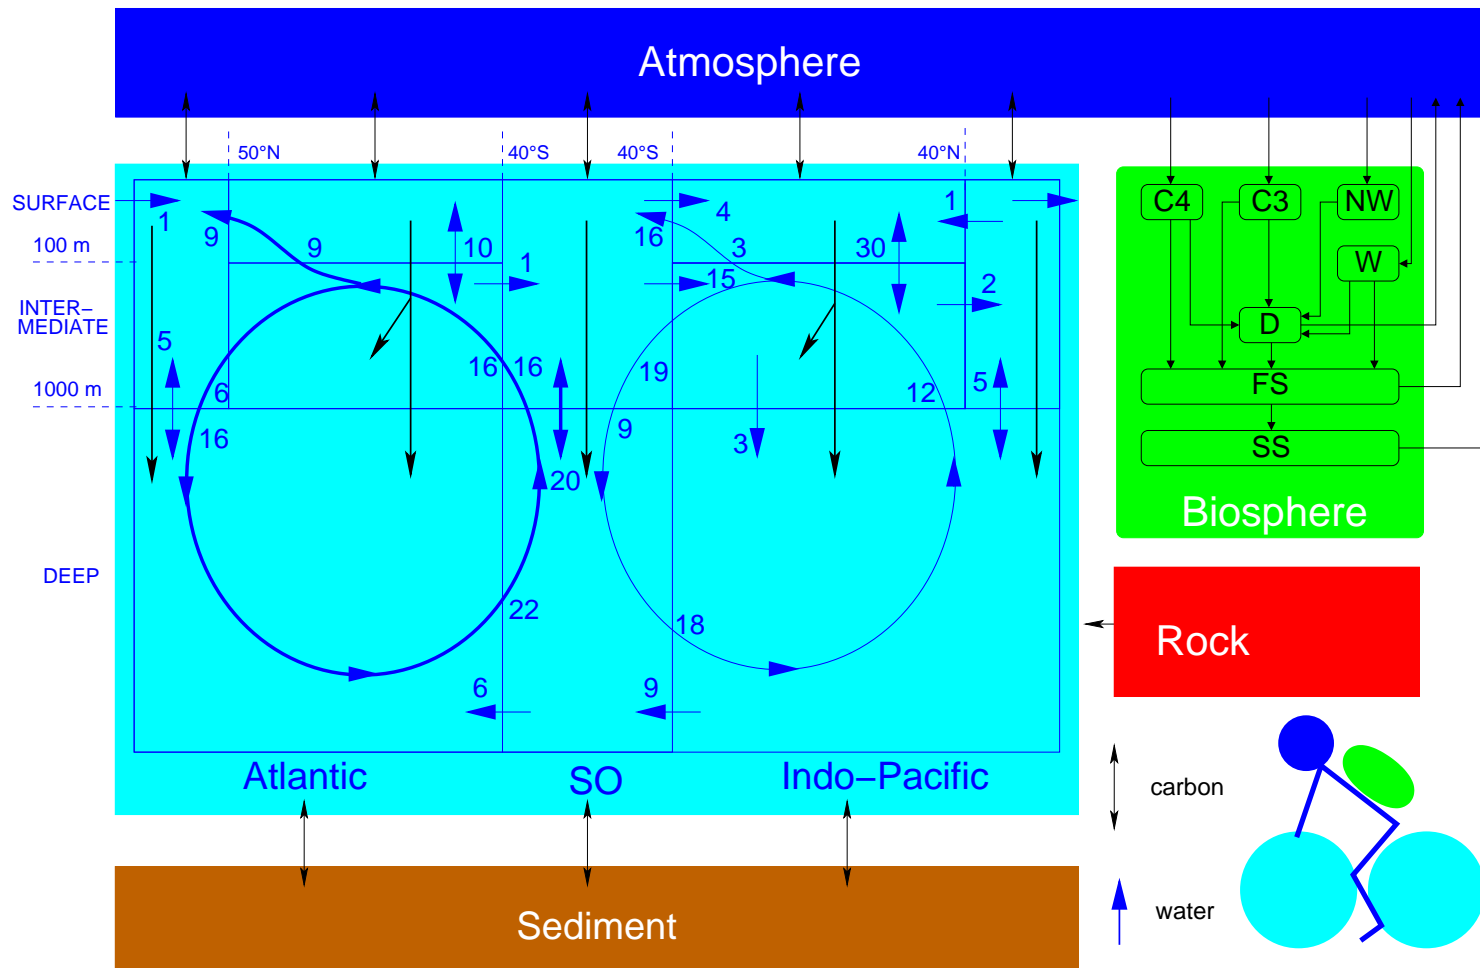 Atmosphere
50°N
40°S
40°S
40°N
SURFACE
1
9
9
10
1
16
4
3
15
30
1
2
100 m
INTER–
MEDIATE
5
6
16
16
16
19
12
5
1000 m
16
9
3
20
DEEP
22
18
6
9
Atlantic
SO
Indo–Pacific
C4
C3
NW
W
D
FS
SS
Biosphere
Rock
carbon
water
Sediment